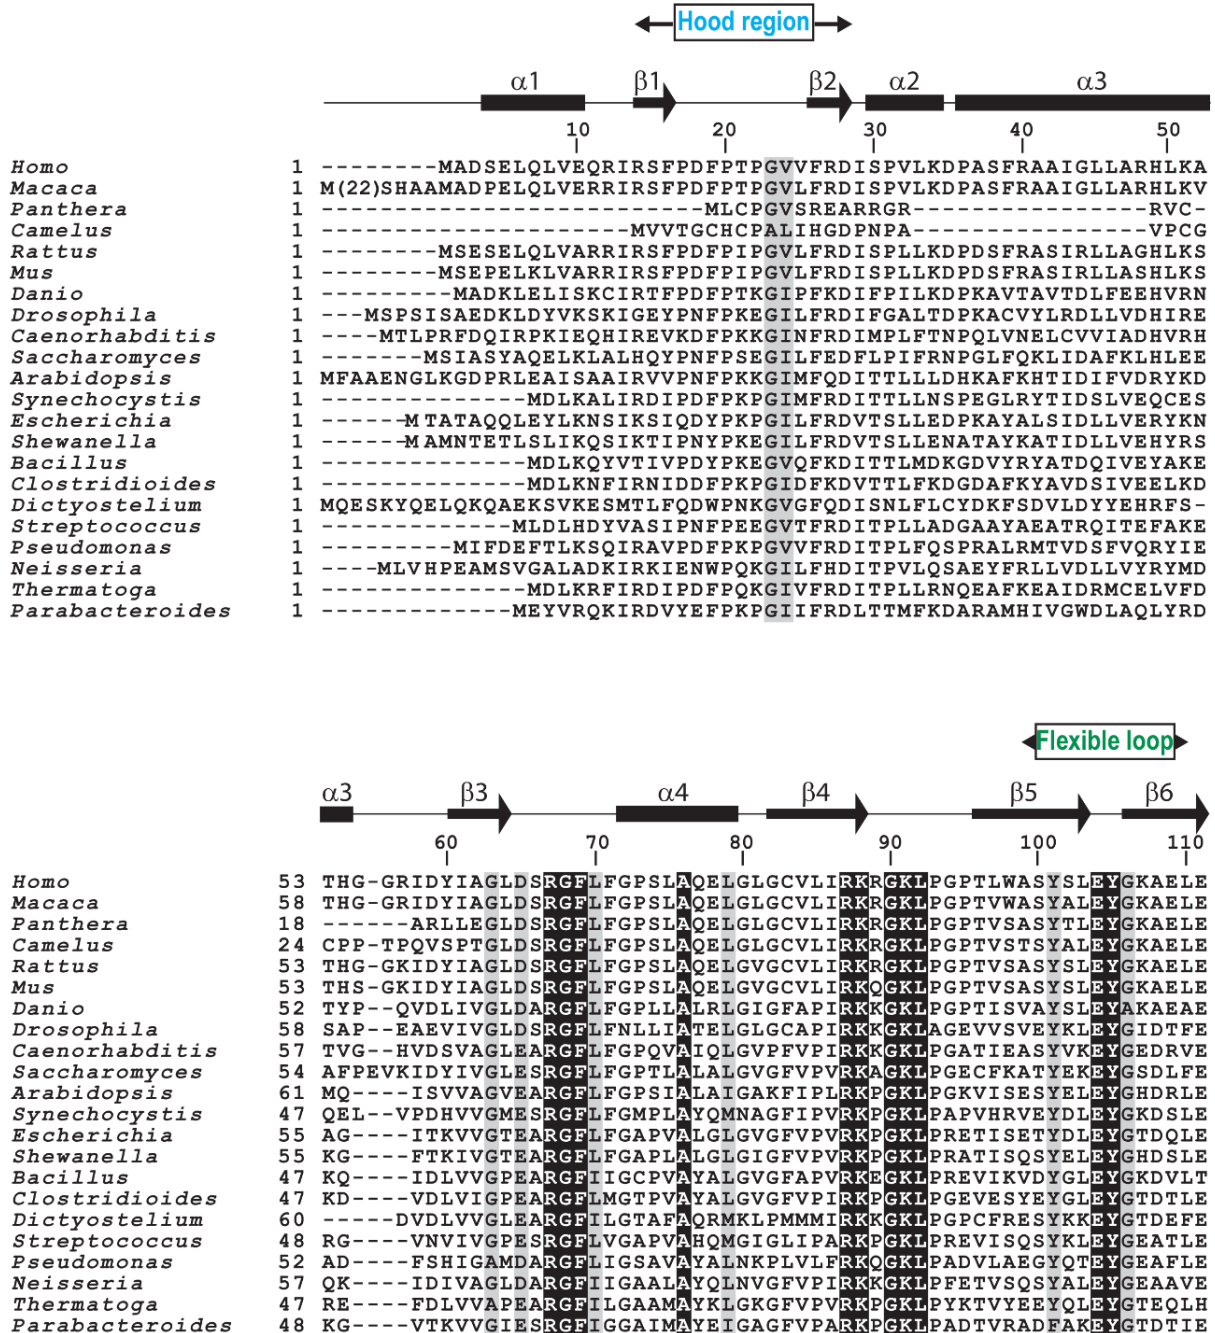 Hood region
α1 β1 β2 α2 α3
10 20 30 40 50
Homo 1 --------MADSELQLVEQRIRSFPDFPTPGVVFRDISPVLKDPASFRAAIGLLARHLKA
Macaca 1 M(22)SHAAMADPELQLVERRIRSFPDFPTPGVLFRDISPVLKDPASFRAAIGLLARHLKV
Panthera 1 --------------------------MLCPGVSREARRGR----------------RVC-
Camelus 1 ---------------------MVVTGCHCPALIHGDPNPA----------------VPCG
Rattus 1 --------MSESELQLVARRIRSFPDFPIPGVLFRDISPLLKDPDSFRASIRLLAGHLKS
Mus 1 --------MSEPELKLVARRIRSFPDFPIPGVLFRDISPLLKDPDSFRASIRLLASHLKS
Danio 1 ---------MADKLELISKCIRTFPDFPTKGIPFKDIFPILKDPKAVTAVTDLFEEHVRN
Drosophila 1 ---MSPSISAEDKLDYVKSKIGEYPNFPKEGILFRDIFGALTDPKACVYLRDLLVDHIRE
Caenorhabditis 1 ----MTLPRFDQIRPKIEQHIREVKDFPKKGINFRDIMPLFTNPQLVNELCVVIADHVRH
Saccharomyces 1 -------MSIASYAQELKLALHQYPNFPSEGILFEDFLPIFRNPGLFQKLIDAFKLHLEE
Arabidopsis 1 MFAAENGLKGDPRLEAISAAIRVVPNFPKKGIMFQDITTLLLDHKAFKHTIDIFVDRYKD
Synechocystis 1 --------------MDLKALIRDIPDFPKPGIMFRDITTLLNSPEGLRYTIDSLVEQCES
Escherichia 1 ------MTATAQQLEYLKNSIKSIQDYPKPGILFRDVTSLLEDPKAYALSIDLLVERYKN
Shewanella 1 ------MAMNTETLSLIKQSIKTIPNYPKEGILFRDVTSLLENATAYKATIDLLVEHYRS
Bacillus 1 --------------MDLKQYVTIVPDYPKEGVQFKDITTLMDKGDVYRYATDQIVEYAKE
Clostridioides 1 --------------MDLKNFIRNIDDFPKPGIDFKDVTTLFKDGDAFKYAVDSIVEELKD
Dictyostelium 1 MQESKYQELQKQAEKSVKESMTLFQDWPNKGVGFQDISNLFLCYDKFSDVLDYYEHRFS-
Streptococcus 1 -------------MLDLHDYVASIPNFPEEGVTFRDITPLLADGAAYAEATRQITEFAKE
Pseudomonas 1 ---------MIFDEFTLKSQIRAVPDFPKPGVVFRDITPLFQSPRALRMTVDSFVQRYIE
Neisseria 1 ----MLVHPEAMSVGALADKIRKIENWPQKGILFHDITPVLQSAEYFRLLVDLLVYRYMD
Thermatoga 1 --------------MDLKRFIRDIPDFPQKGIVFRDITPLLRNQEAFKEAIDRMCELVFD
Parabacteroides 1 -------------MEYVRQKIRDVYEFPKPGIIFRDLTTMFKDARAMHIVGWDLAQLYRD
Flexible loop
α3 β3 α4 β4 β5 β6
60 70 80 90 100 110
Homo 53 THG-GRIDYIAGLDSRGFLFGPSLAQELGLGCVLIRKRGKLPGPTLWASYSLEYGKAELE
Macaca 58 THG-GRIDYIAGLDSRGFLFGPSLAQELGLGCVLIRKRGKLPGPTVWASYALEYGKAELE
Panthera 18 ------ARLLEGLDSRGFLFGPSLAQELGLGCVLIRKRGKLPGPTVSASYTLEYGKAELE
Camelus 24 CPP-TPQVSPTGLDSRGFLFGPSLAQELGLGCVLIRKRGKLPGPTVSTSYALEYGKAELE
Rattus 53 THG-GKIDYIAGLDSRGFLFGPSLAQELGVGCVLIRKRGKLPGPTVSASYSLEYGKAELE
Mus 53 THS-GKIDYIAGLDSRGFLFGPSLAQELGVGCVLIRKQGKLPGPTVSASYSLEYGKAELE
Danio 52 TYP--QVDLIVGLDARGFLFGPLLALRLGIGFAPIRKKGKLPGPTISVAYSLEYAKAEAE
Drosophila 58 SAP--EAEVIVGLDSRGFLFNLLIATELGLGCAPIRKKGKLAGEVVSVEYKLEYGIDTFE
Caenorhabditis 57 TVG--HVDSVAGLEARGFLFGPQVAIQLGVPFVPIRKKGKLPGATIEASYVKEYGEDRVE
Saccharomyces 54 AFPEVKIDYIVGLESRGFLFGPTLALALGVGFVPVRKAGKLPGECFKATYEKEYGSDLFE
Arabidopsis 61 MQ----ISVVAGVEARGFLFGPSIALAIGAKFIPLRKPGKLPGKVISESYELEYGHDRLE
Synechocystis 47 QEL--VPDHVVGMESRGFLFGMPLAYQMNAGFIPVRKPGKLPAPVHRVEYDLEYGKDSLE
Escherichia 55 AG----ITKVVGTEARGFLFGAPVALGLGVGFVPVRKPGKLPRETISETYDLEYGTDQLE
Shewanella 55 KG----FTKIVGTEARGFLFGAPLALGLGIGFVPVRKPGKLPRATISQSYELEYGHDSLE
Bacillus 47 KQ----IDLVVGPEARGFIIGCPVAYALGVGFAPVRKEGKLPREVIKVDYGLEYGKDVLT
Clostridioides 47 KD----VDLVIGPEARGFLMGTPVAYALGVGFVPIRKPGKLPGEVESYEYGLEYGTDTLE
Dictyostelium 60 -----DVDLVVGLEARGFILGTAFAQRMKLPMMMIRKKGKLPGPCFRESYKKEYGTDEFE
Streptococcus 48 RG----VNVIVGPESRGFLVGAPVAHQMGIGLIPARKPGKLPREVISQSYKLEYGEATLE
Pseudomonas 52 AD----FSHIGAMDARGFLIGSAVAYALNKPLVLFRKQGKLPADVLAEGYQTEYGEAFLE
Neisseria 57 QK----IDIVAGLDARGFIIGAALAYQLNVGFVPIRKKGKLPFETVSQSYALEYGEAAVE
Thermatoga 47 RE----FDLVVAPEARGFILGAAMAYKLGKGFVPVRKPGKLPYKTVYEEYQLEYGTEQLH
Parabacteroides 48 KG----VTKVVGIESRGFILGGAIMAYEIGAGFVPVRKPGKLPADTVRADFAKEYGTDTIE